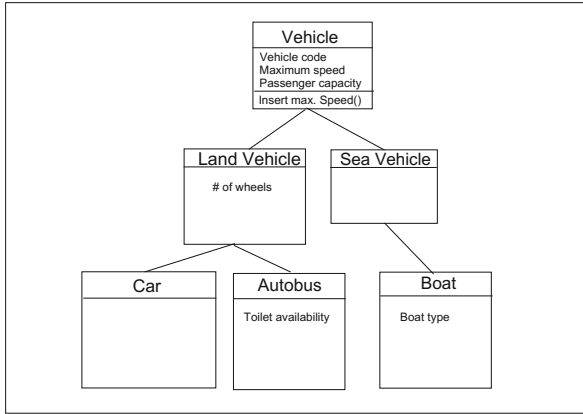 Vehicle
Vehicle code
Maximum speed
Passenger capacity
Insert max. Speed()
Land Vehicle
# of wheels
Sea Vehicle
Car
Autobus
Toilet availability
Boat
Boat type